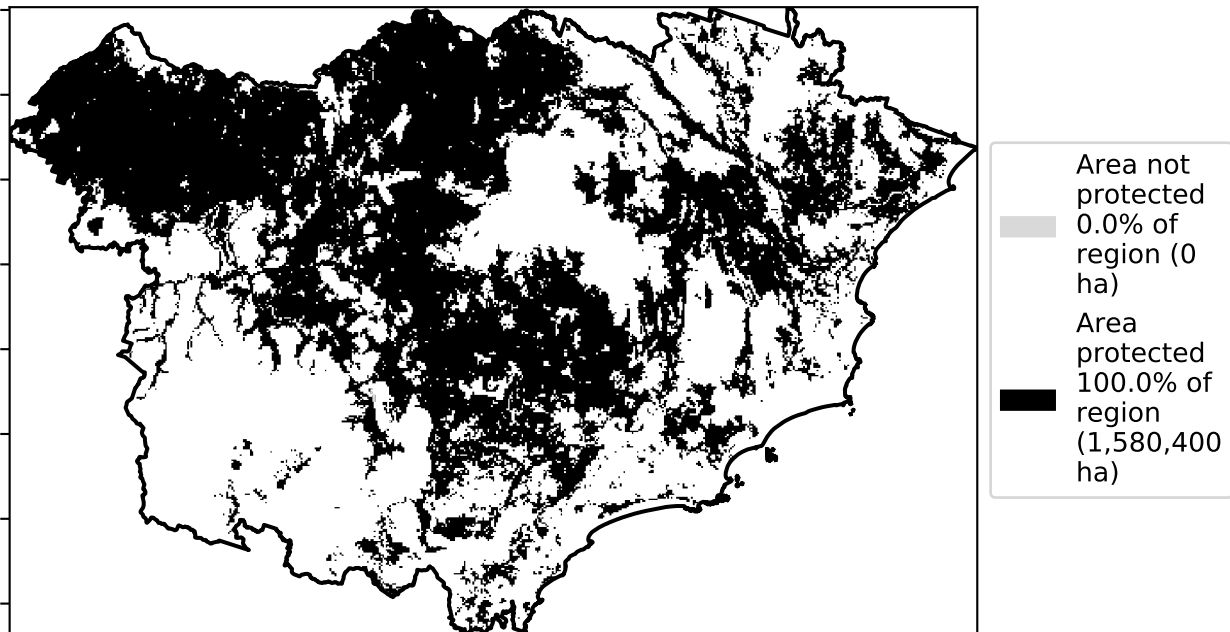 Area not
protected
0.0% of
region (0
ha)
Area
protected
100.0% of
region
(1,580,400
ha)